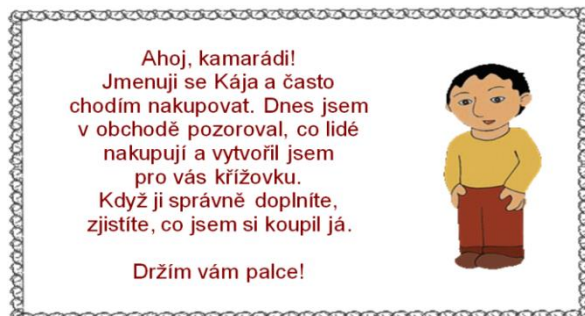 Ahoj, kamarádi!
Jmenuji se Kája a často
chodím nakupovat. Dnes jsem
v obchodě pozoroval, co lidé
nakupují a vytvořil jsem
pro vás křížovku.
Když ji správně doplníte,
zjistíte, co jsem si koupil já.
Držím vám palce!